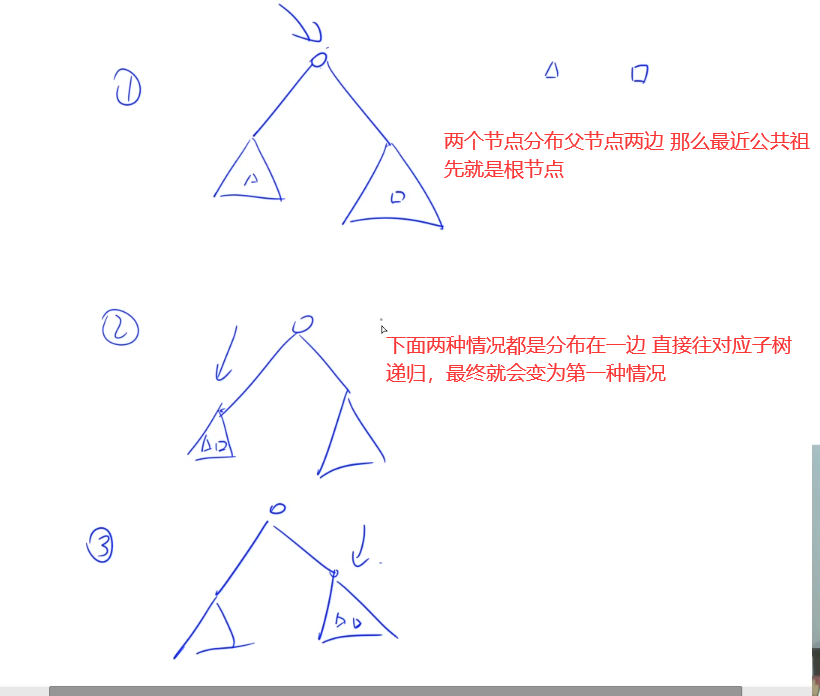 ①
两个节点分布父节点两边 那么最近公共祖
先就是根节点
②
下面两种情况都是分布在一边 直接往对应子树
递归，最终就会变为第一种情况
③